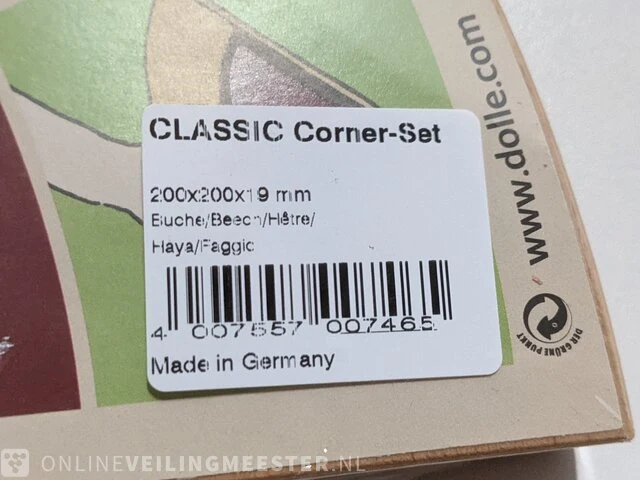 CLASSIC Corner-Set
200x200x19 mm
Buche/Beech/Hêtre/
Haya/Faggio
4 007557 007465
Made in Germany
www.dolle.com
DER GRÜNE PUNKT
ONLINEVEILINGMEESTER.NL